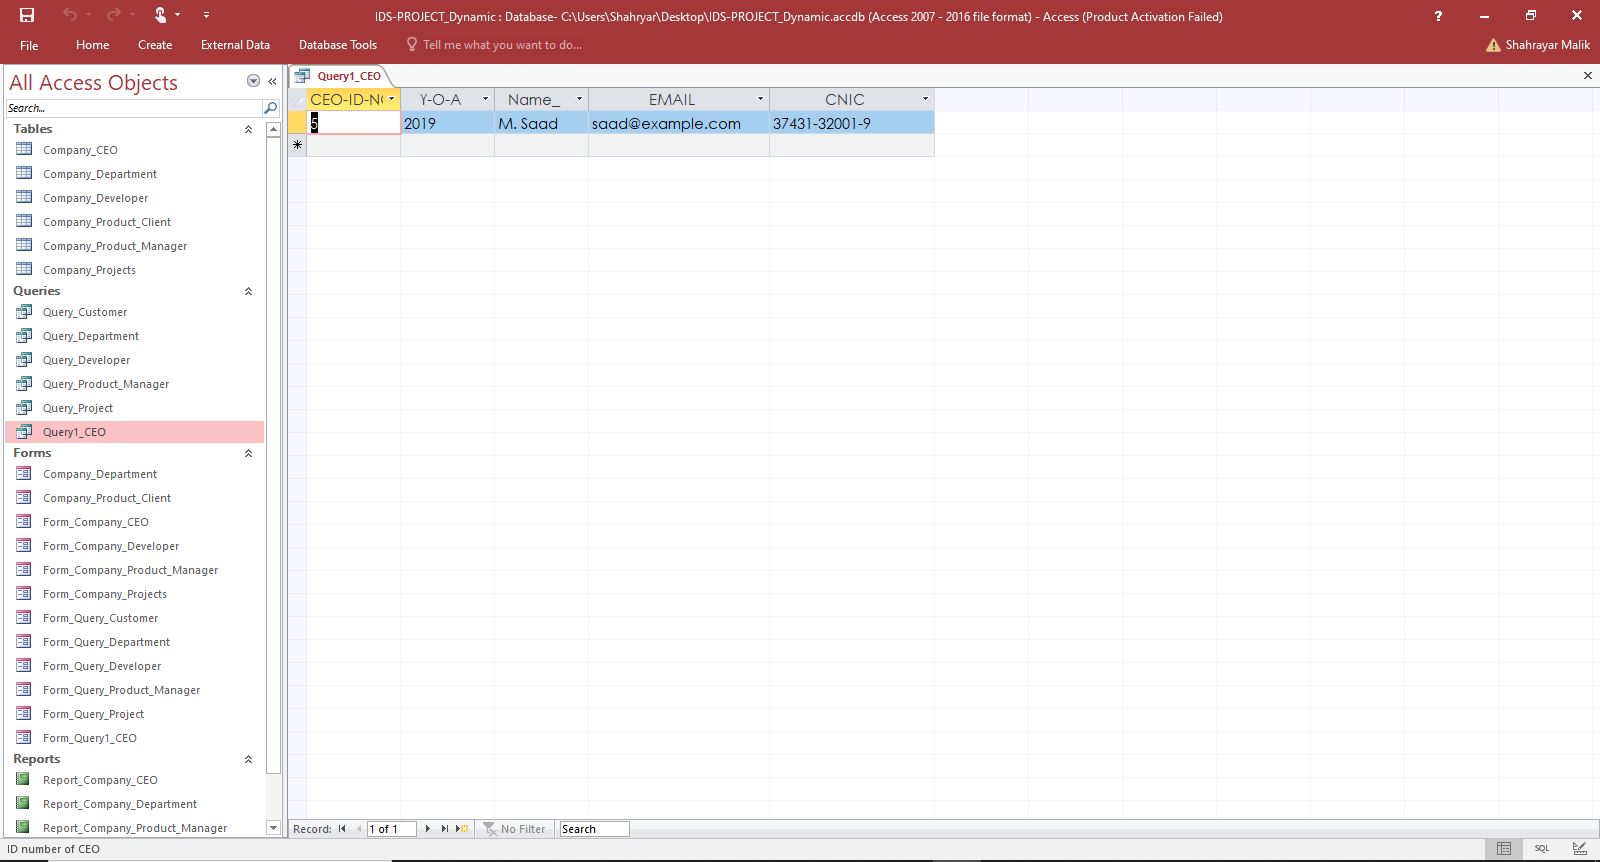 IDS-PROJECT_Dynamic : Database- C:\Users\Shahryar\Desktop\IDS-PROJECT_Dynamic.accdb (Access 2007 - 2016 file format) - Access (Product Activation Failed)
?
File Home Create External Data Database Tools Tell me what you want to do... Shahrayar Malik
All Access Objects
Search...
Tables
Company_CEO
Company_Department
Company_Developer
Company_Product_Client
Company_Product_Manager
Company_Projects
Queries
Query_Customer
Query_Department
Query_Developer
Query_Product_Manager
Query_Project
Query1_CEO
Forms
Company_Department
Company_Product_Client
Form_Company_CEO
Form_Company_Developer
Form_Company_Product_Manager
Form_Company_Projects
Form_Query_Customer
Form_Query_Department
Form_Query_Developer
Form_Query_Product_Manager
Form_Query_Project
Form_Query1_CEO
Reports
Report_Company_CEO
Report_Company_Department
Report_Company_Product_Manager
Query1_CEO
CEO-ID-NO Y-O-A Name_ EMAIL CNIC
5 2019 M. Saad saad@example.com 37431-32001-9
Record: 1 of 1 No Filter Search
ID number of CEO
SQL